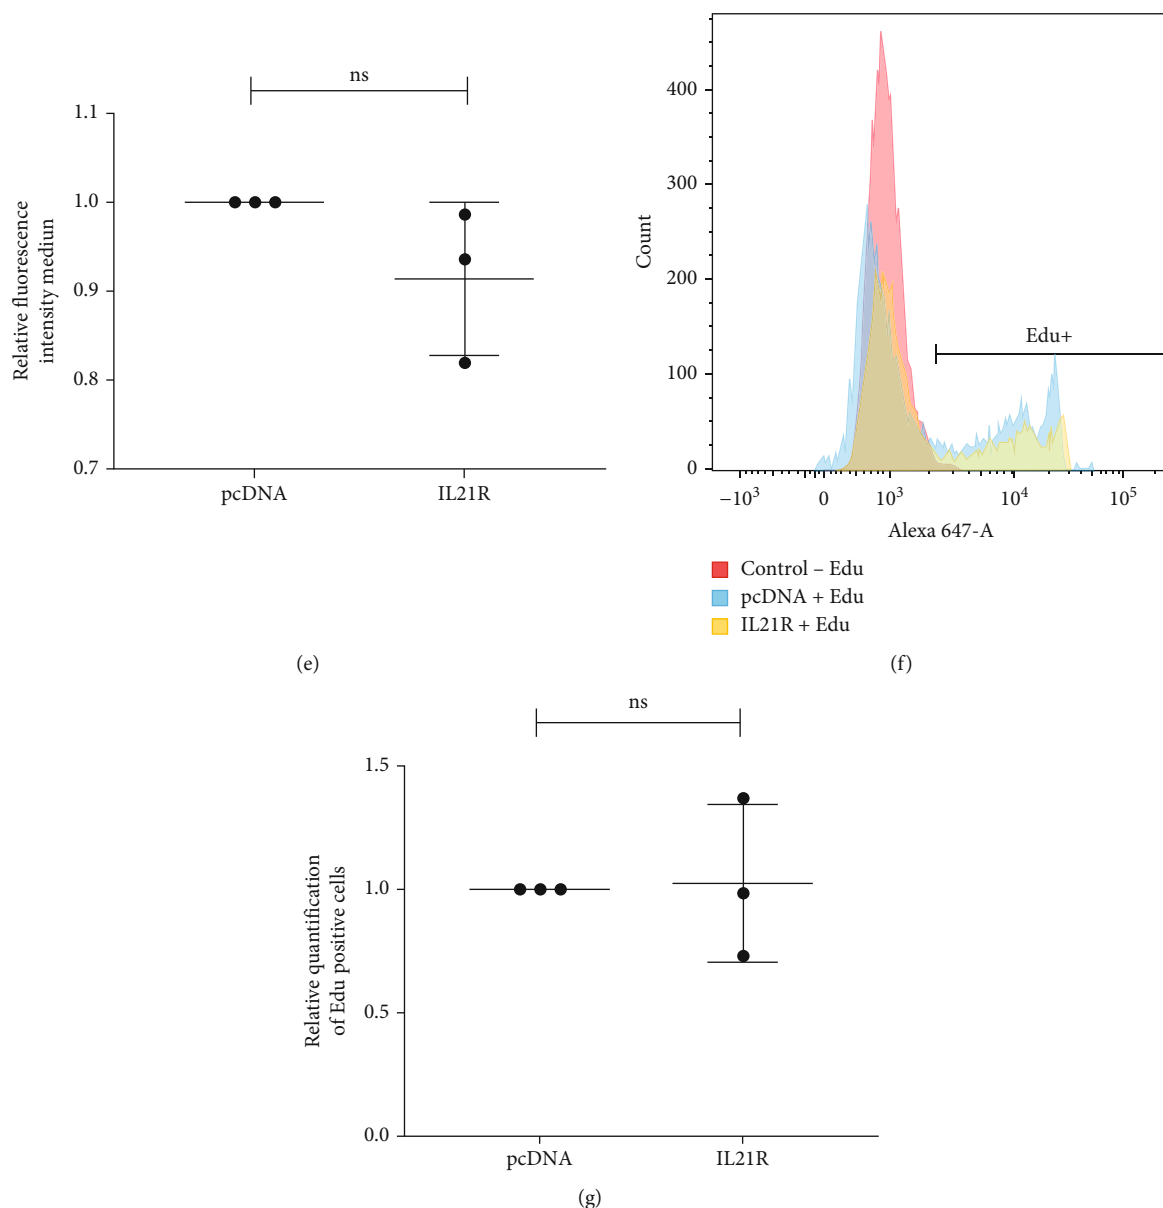 ns
1.1
1.0
0.9
0.8
0.7
Relative fluorescence
intensity mediun
pcDNA
IL21R
(e)
400
300
200
100
0
Count
Edu+
−10³ 0 10³ 10⁴ 10⁵
Alexa 647-A
Control – Edu
pcDNA + Edu
IL21R + Edu
(f)
ns
1.5
1.0
0.5
0.0
Relative quantification
of Edu positive cells
pcDNA
IL21R
(g)